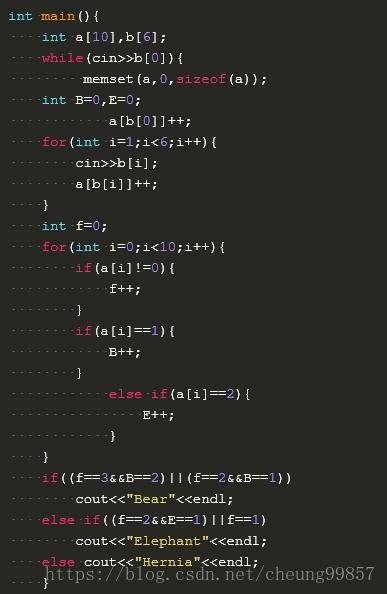 int main(){
    int a[10],b[6];
    while(cin>>b[0]){
         memset(a,0,sizeof(a));
    int B=0,E=0;
            a[b[0]]++;
    for(int i=1;i<6;i++){
        cin>>b[i];
        a[b[i]]++;
    }
    int f=0;
    for(int i=0;i<10;i++){
        if(a[i]!=0){
            f++;
        }
        if(a[i]==1){
            B++;
        }
            else if(a[i]==2){
                E++;
            }
    }
    if((f==3&&B==2)||(f==2&&B==1))
        cout<<"Bear"<<endl;
    else if((f==2&&E==1)||f==1)
        cout<<"Elephant"<<endl;
    else cout<<"Hernia"<<endl;
    }
https://blog.csdn.net/cheung99857